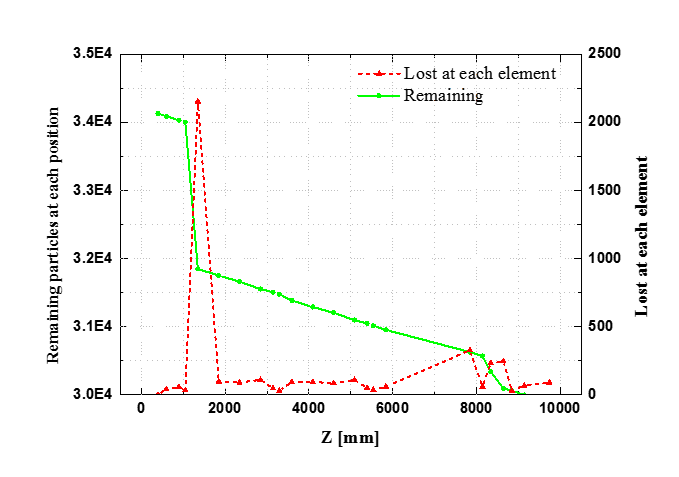 3.5E4
3.4E4
3.3E4
3.2E4
3.1E4
3.0E4
Remaining particles at each position
2500
2000
1500
1000
500
0
Lost at each element
Lost at each element
Remaining
0
2000
4000
6000
8000
10000
Z [mm]